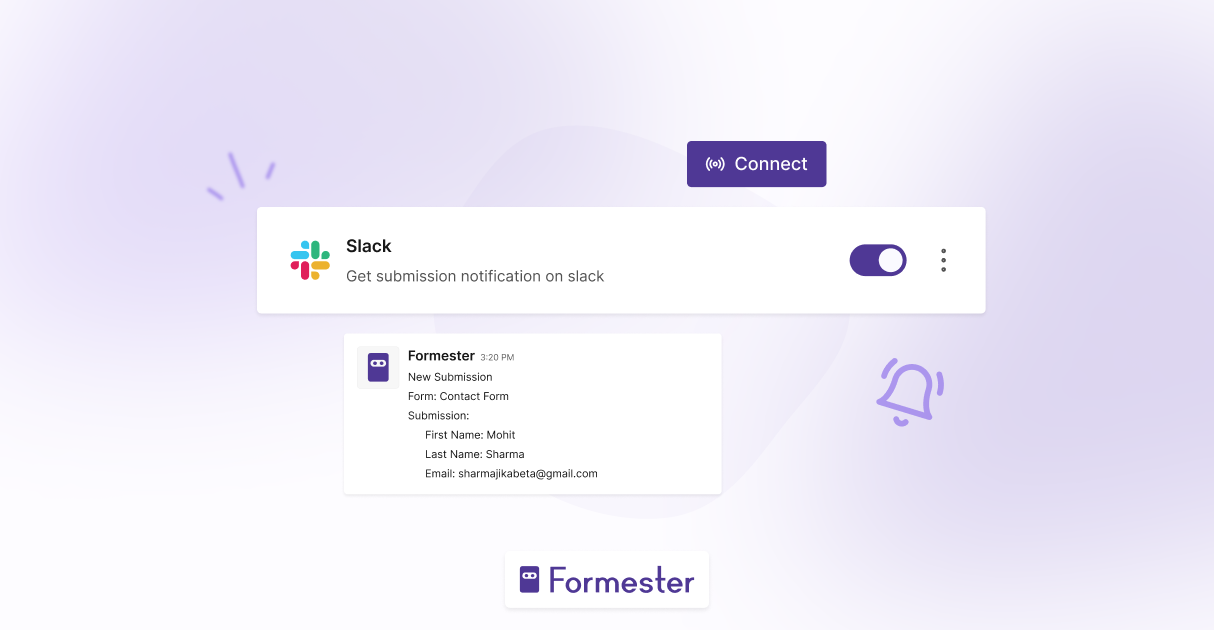 Connect
Slack
Get submission notification on slack
Formester 3:20 PM
New Submission
Form: Contact Form
Submission:
First Name: Mohit
Last Name: Sharma
Email: sharmajikabeta@gmail.com
Formester